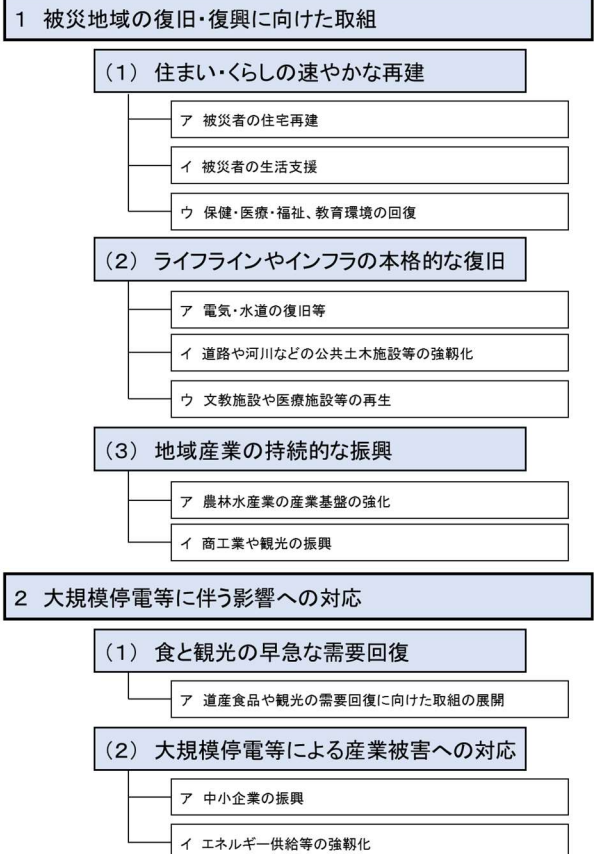 1 被災地域の復旧・復興に向けた取組
(1) 住まい・くらしの速やかな再建
ア 被災者の住宅再建
イ 被災者の生活支援
ウ 保健・医療・福祉、教育環境の回復
(2) ライフラインやインフラの本格的な復旧
ア 電気・水道の復旧等
イ 道路や河川などの公共土木施設等の強靱化
ウ 文教施設や医療施設等の再生
(3) 地域産業の持続的な振興
ア 農林水産業の産業基盤の強化
イ 商工業や観光の振興
2 大規模停電等に伴う影響への対応
(1) 食と観光の早急な需要回復
ア 道産食品や観光の需要回復に向けた取組の展開
(2) 大規模停電等による産業被害への対応
ア 中小企業の振興
イ エネルギー供給等の強靱化